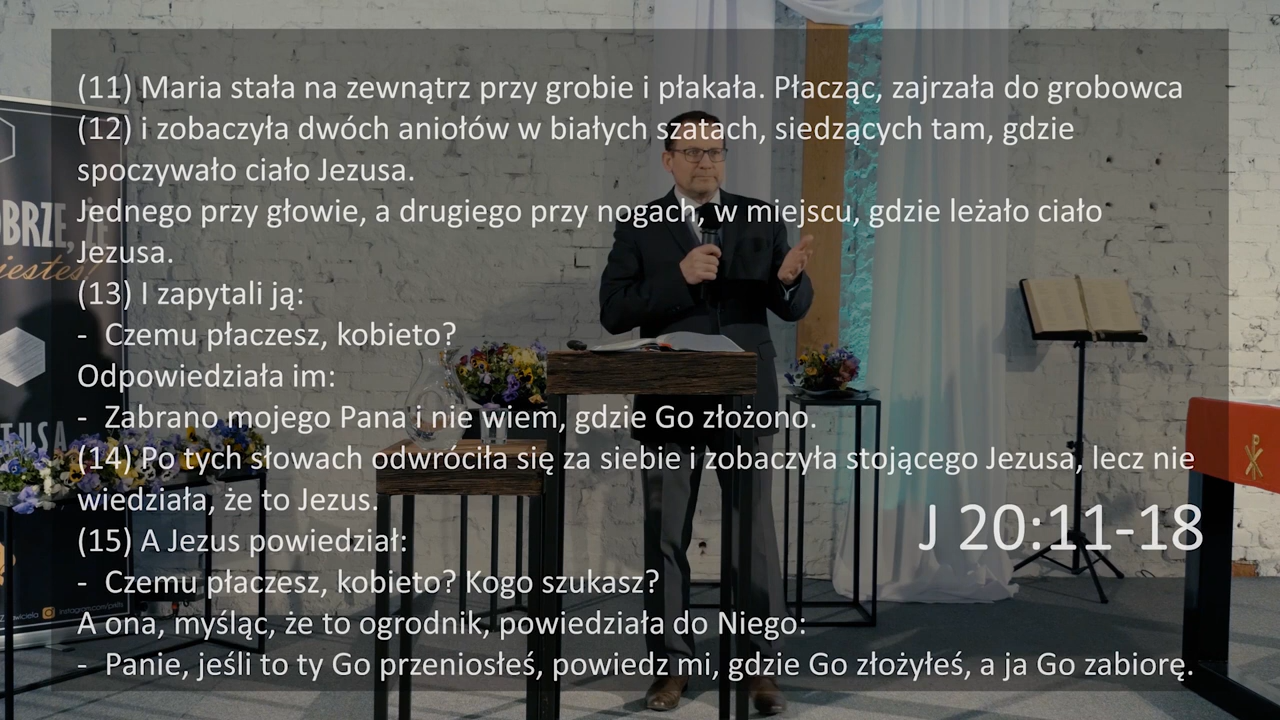 (11) Maria stała na zewnątrz przy grobie i płakała. Płacząc, zajrzała do grobowca
(12) i zobaczyła dwóch aniołów w białych szatach, siedzących tam, gdzie
spoczywało ciało Jezusa.
Jednego przy głowie, a drugiego przy nogach, w miejscu, gdzie leżało ciało
Jezusa.
(13) I zapytali ją:
- Czemu płaczesz, kobieto?
Odpowiedziała im:
- Zabrano mojego Pana i nie wiem, gdzie Go złożono.
(14) Po tych słowach odwróciła się za siebie i zobaczyła stojącego Jezusa, lecz nie
wiedziała, że to Jezus.
(15) A Jezus powiedział:
- Czemu płaczesz, kobieto? Kogo szukasz?
A ona, myśląc, że to ogrodnik, powiedziała do Niego:
- Panie, jeśli to ty Go przeniosłeś, powiedz mi, gdzie Go złożyłeś, a ja Go zabiorę.
J 20:11-18
OBRZE, ŻE
jesteś!